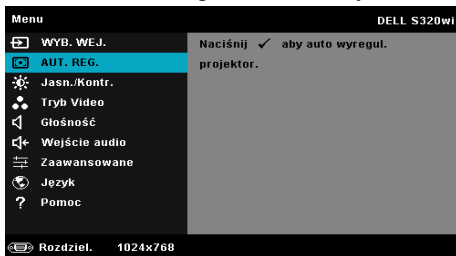 Menu DELL S320wi
WYB. WEJ.
AUT. REG.
Jasn./Kontr.
Tryb Video
Głośność
Wejście audio
Zaawansowane
Język
Pomoc
Naciśnij ✓ aby auto wyregul.
projektor.
Rozdziel. 1024x768